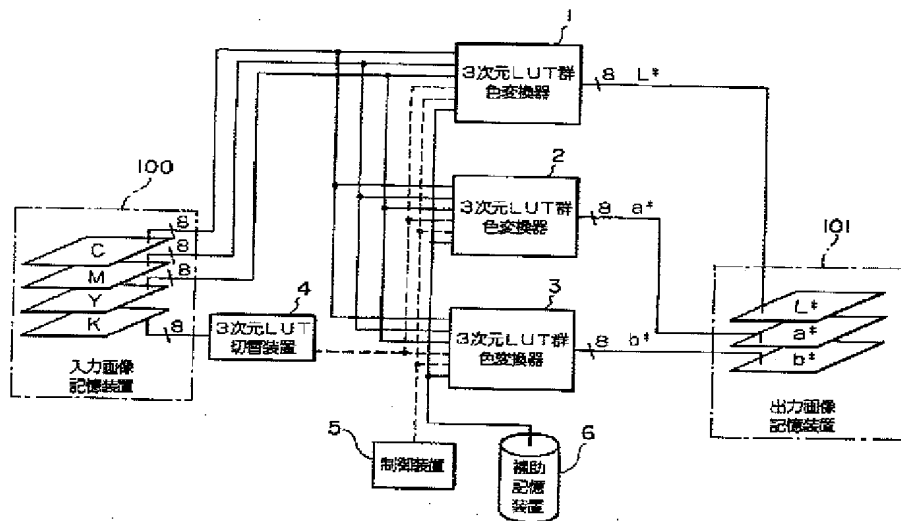 1
3次元LUT群
色変換器
8 L*
2
3次元LUT群
色変換器
8 a*
3
3次元LUT群
色変換器
8 b*
100
8
8
8
C
M
Y
K
8
入力画像
記憶装置
4
3次元LUT
切替装置
5
制御装置
6
補助
記憶
装置
101
L*
a*
b*
出力画像
記憶装置